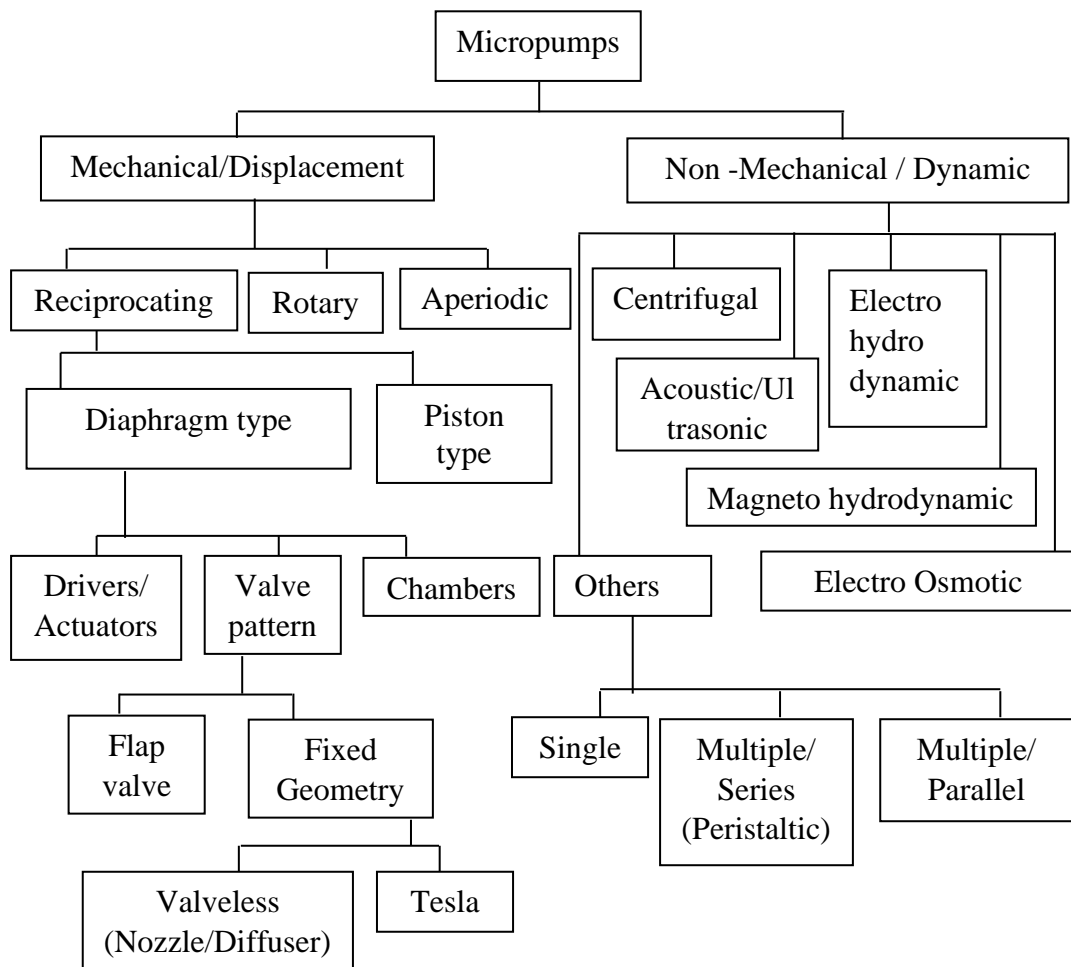 Micropumps
Mechanical/Displacement
Non -Mechanical / Dynamic
Reciprocating
Rotary
Aperiodic
Centrifugal
Electro
hydro
dynamic
Acoustic/Ul
trasonic
Diaphragm type
Piston
type
Magneto hydrodynamic
Drivers/
Actuators
Valve
pattern
Chambers
Others
Electro Osmotic
Flap
valve
Fixed
Geometry
Single
Multiple/
Series
(Peristaltic)
Multiple/
Parallel
Valveless
(Nozzle/Diffuser)
Tesla